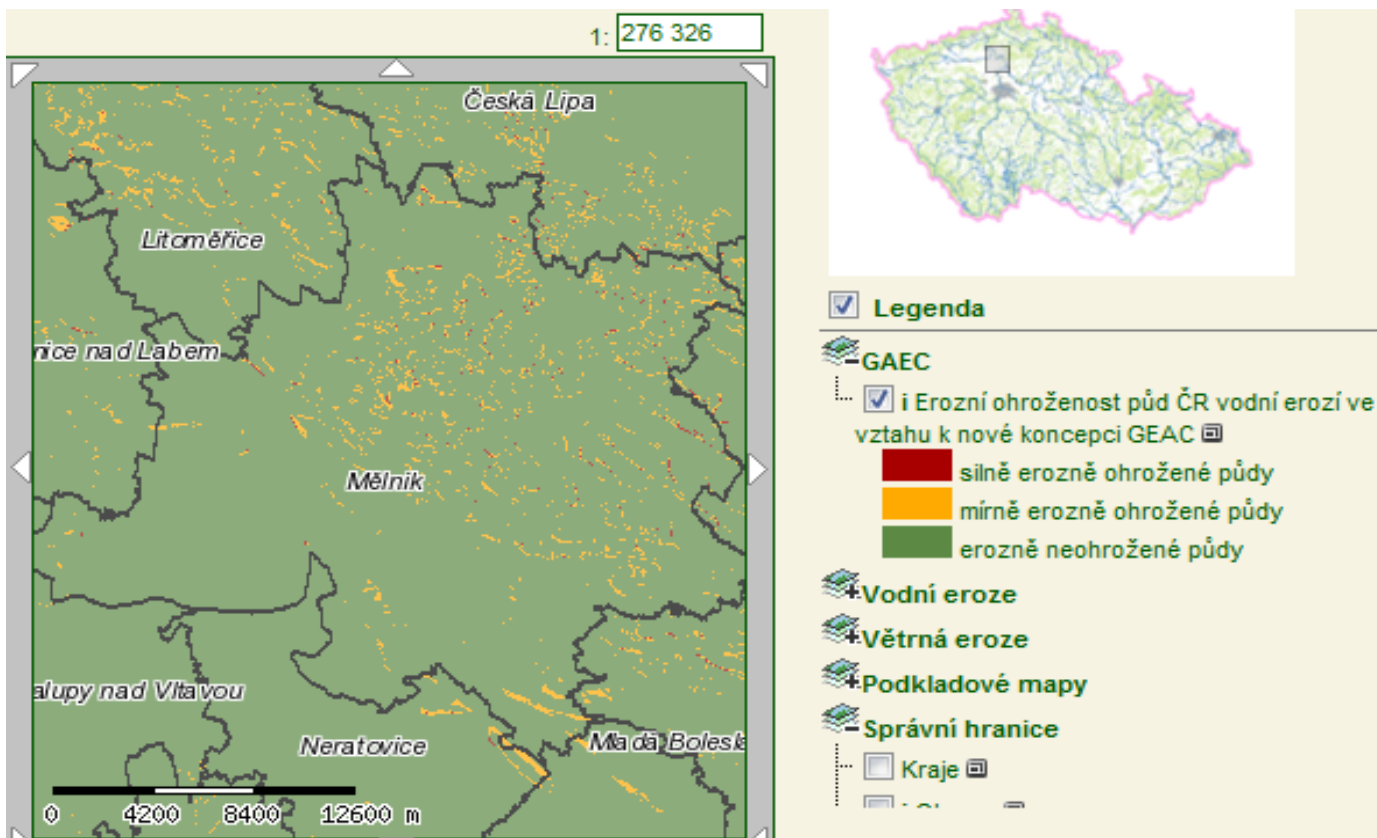 1: 276 326
Česká Lípa
Litoměřice
nice nad Labem
Mělník
alupy nad Vltavou
Neratovice
Mladá Bolesla
0 4200 8400 12600 m
Legenda
GAEC
i Erozní ohroženost půd ČR vodní erozí ve
vztahu k nové koncepci GEAC
silně erozně ohrožené půdy
mírně erozně ohrožené půdy
erozně neohrožené půdy
Vodní eroze
Větrná eroze
Podkladové mapy
Správní hranice
Kraje